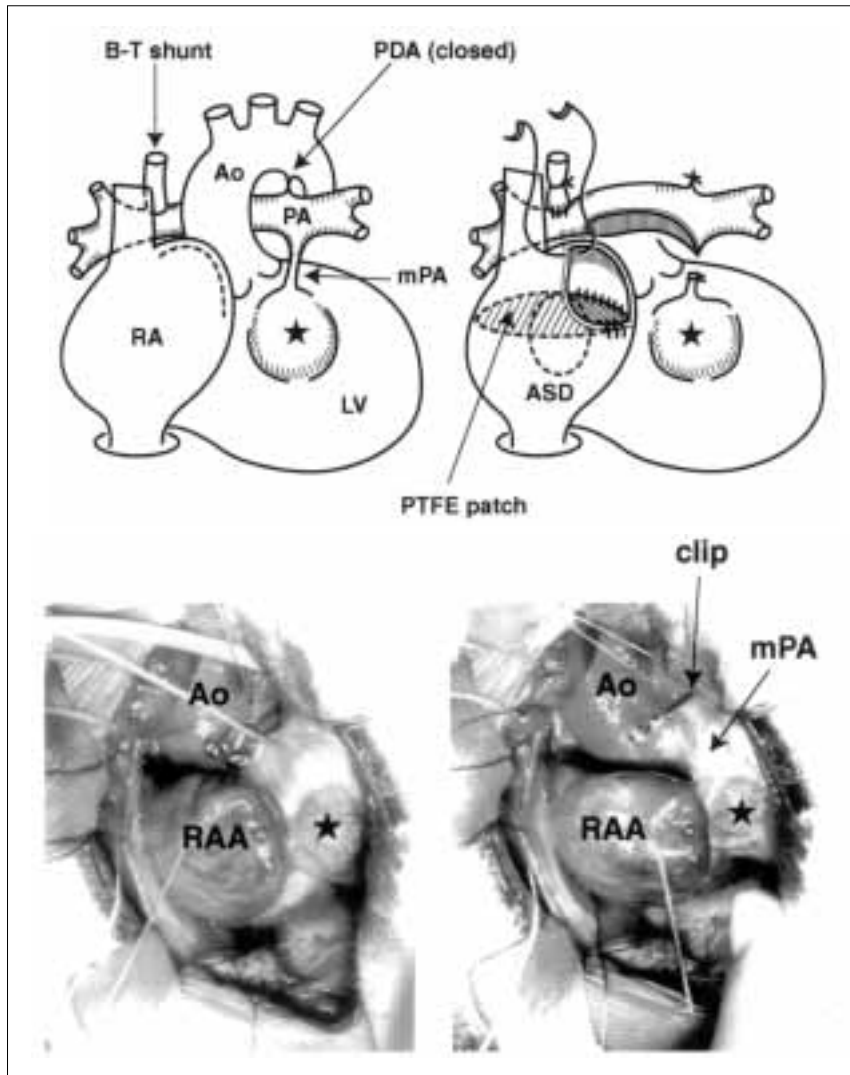 B-T shunt
PDA (closed)
Ao
PA
mPA
RA
LV
ASD
PTFE patch
clip
mPA
Ao
Ao
RAA
RAA